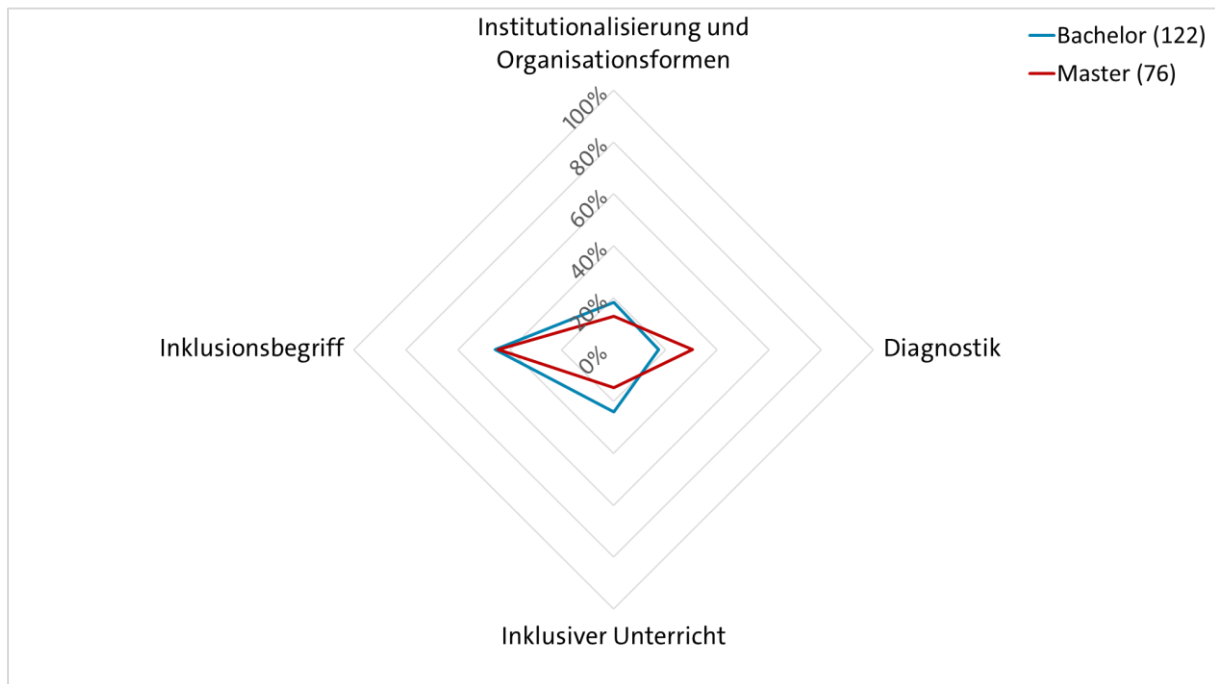 Institutionalisierung und
Organisationsformen
Bachelor (122)
Master (76)
100%
80%
60%
40%
20%
0%
Inklusionsbegriff
Diagnostik
Inklusiver Unterricht